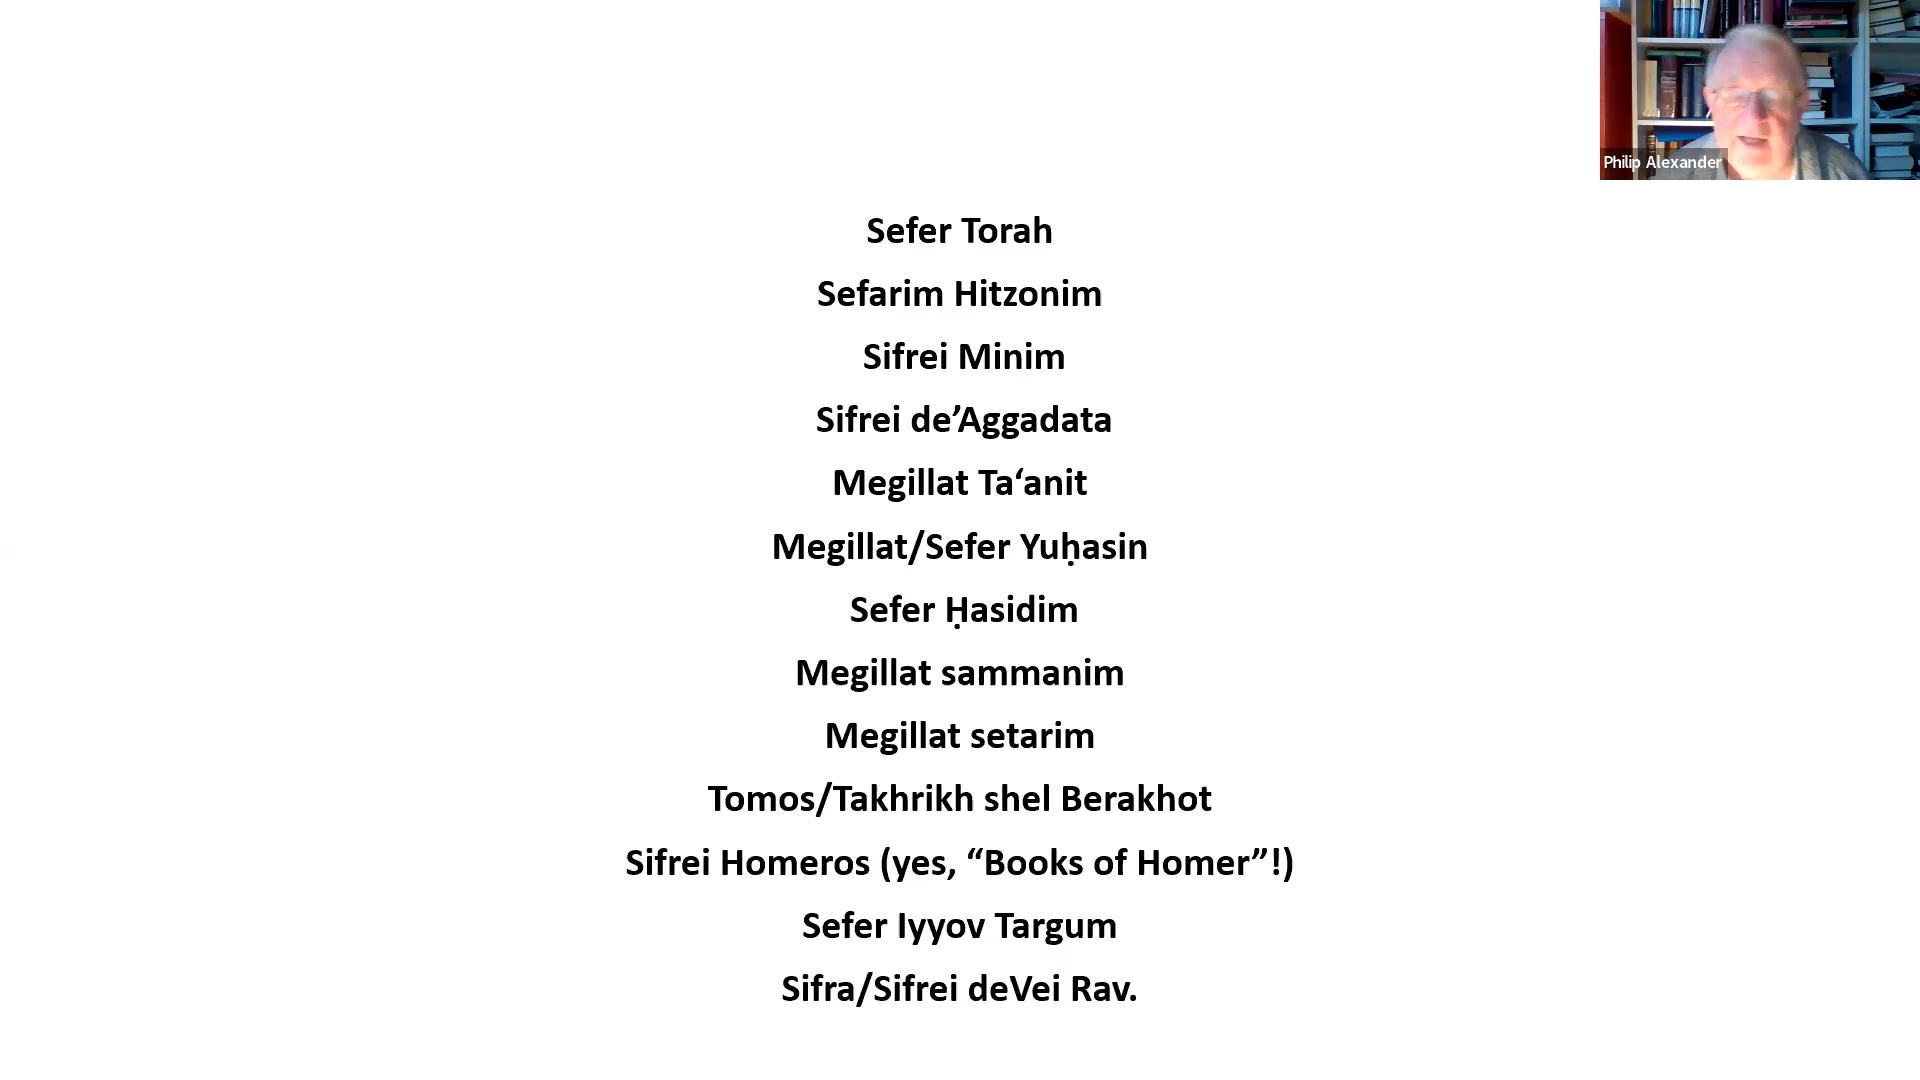 Philip Alexander
Sefer Torah
Sefarim Hitzonim
Sifrei Minim
Sifrei de’Aggadata
Megillat Ta‘anit
Megillat/Sefer Yuḥasin
Sefer Ḥasidim
Megillat sammanim
Megillat setarim
Tomos/Takhrikh shel Berakhot
Sifrei Homeros (yes, “Books of Homer”!)
Sefer Iyyov Targum
Sifra/Sifrei deVei Rav.